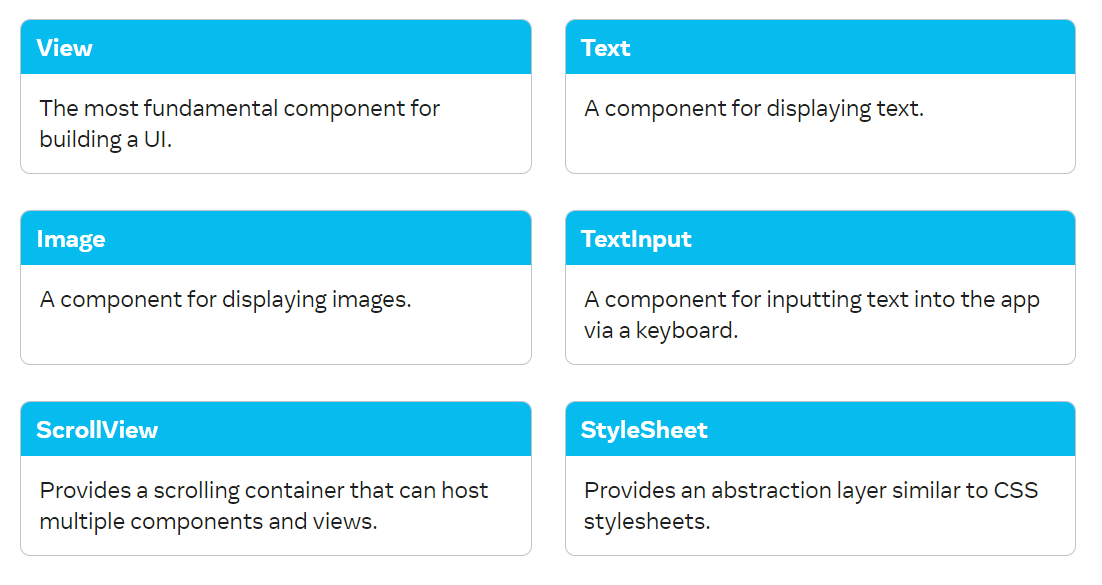 View
The most fundamental component for
building a UI.
Text
A component for displaying text.
Image
A component for displaying images.
TextInput
A component for inputting text into the app
via a keyboard.
ScrollView
Provides a scrolling container that can host
multiple components and views.
StyleSheet
Provides an abstraction layer similar to CSS
stylesheets.